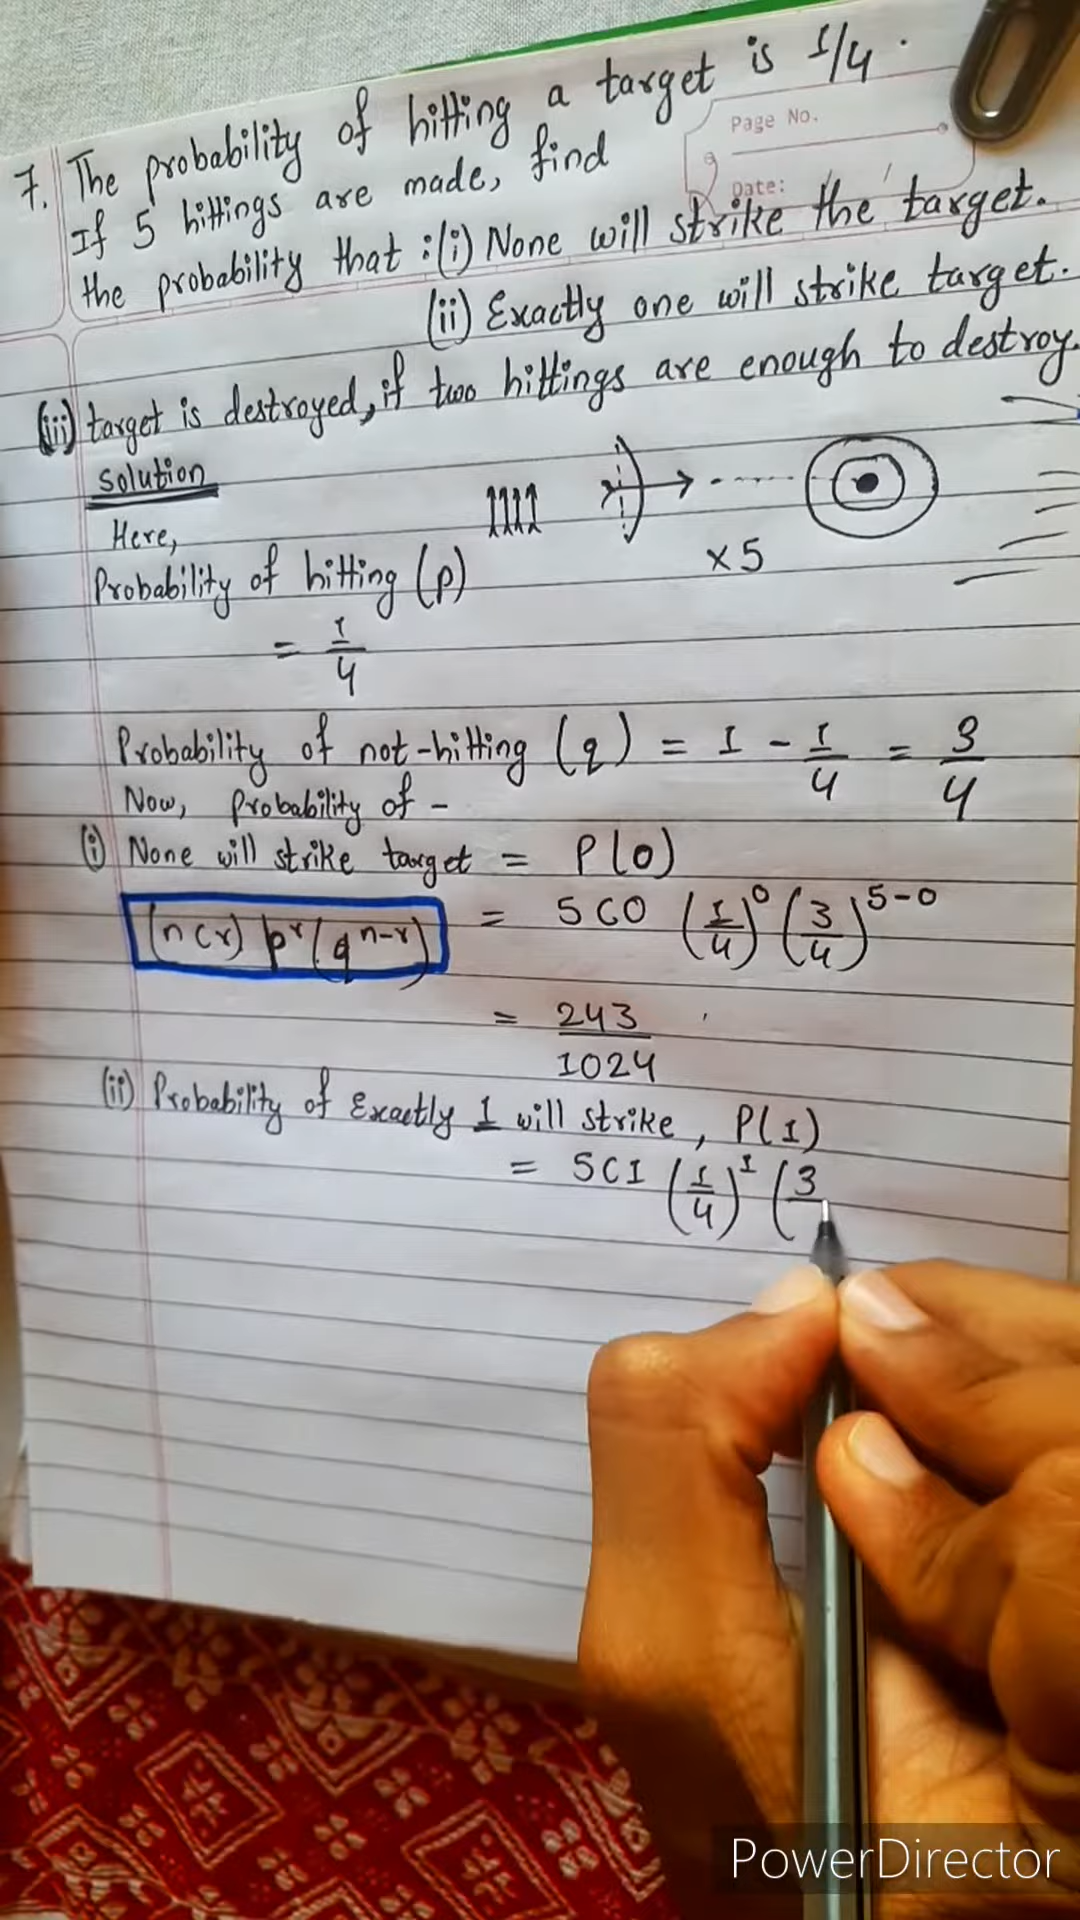 7. The probability of hitting a target is 1/4.
If 5 hittings are made, find
Page No.
Date:
the probability that :(i) None will strike the target.
(ii) Exactly one will strike target.
(iii) target is destroyed, if two hittings are enough to destroy.
Solution
Here,
×5
Probability of hitting (p)
= 1/4
Probability of not-hitting (q) = 1 - 1/4 = 3/4
Now, probability of -
(i) None will strike target = P(0)
(nCr) p^r (q^n-r) = 5C0 (1/4)^0 (3/4)^5-0
= 243/1024
(ii) Probability of Exactly 1 will strike, P(1)
= 5C1 (1/4)^1 (3
PowerDirector